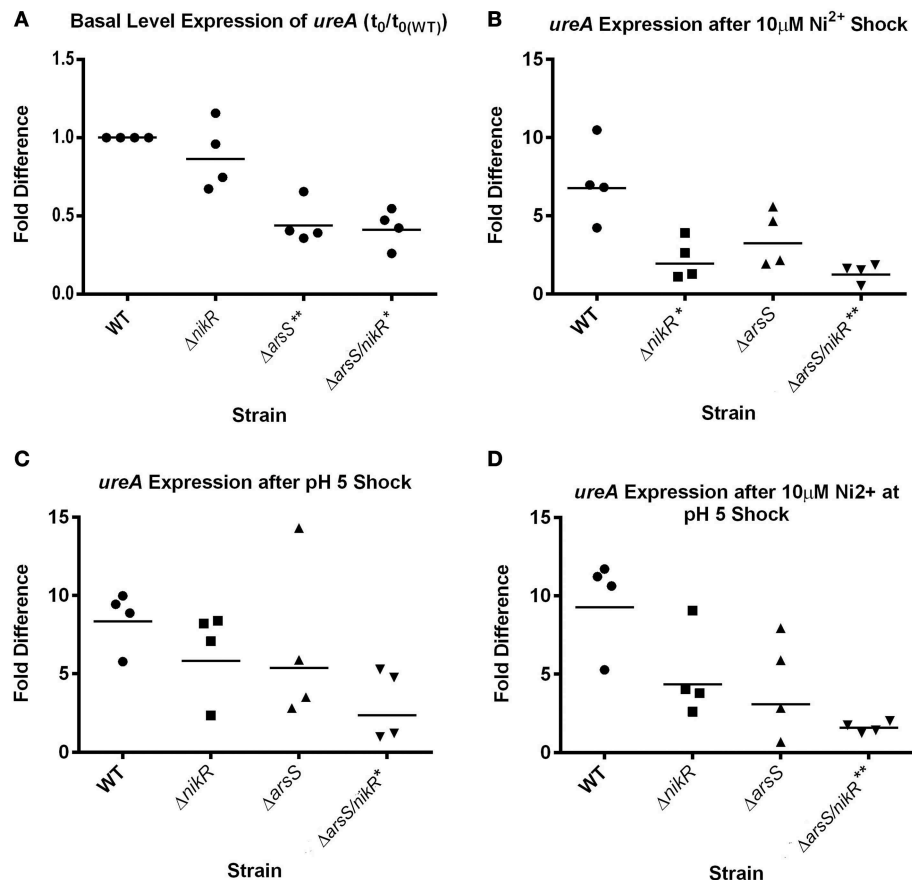 A
Basal Level Expression of ureA (t0/t0(WT))
Fold Difference
1.5
1.0
0.5
0.0
WT
ΔnikR
ΔarsS**
ΔarsS/nikR*
Strain
B
ureA Expression after 10μM Ni2+ Shock
Fold Difference
15
10
5
0
WT
ΔnikR*
ΔarsS
ΔarsS/nikR**
Strain
C
ureA Expression after pH 5 Shock
Fold Difference
15
10
5
0
WT
ΔnikR
ΔarsS
ΔarsS/nikR*
Strain
D
ureA Expression after 10μM Ni2+ at
pH 5 Shock
Fold Difference
15
10
5
0
WT
ΔnikR
ΔarsS
ΔarsS/nikR**
Strain